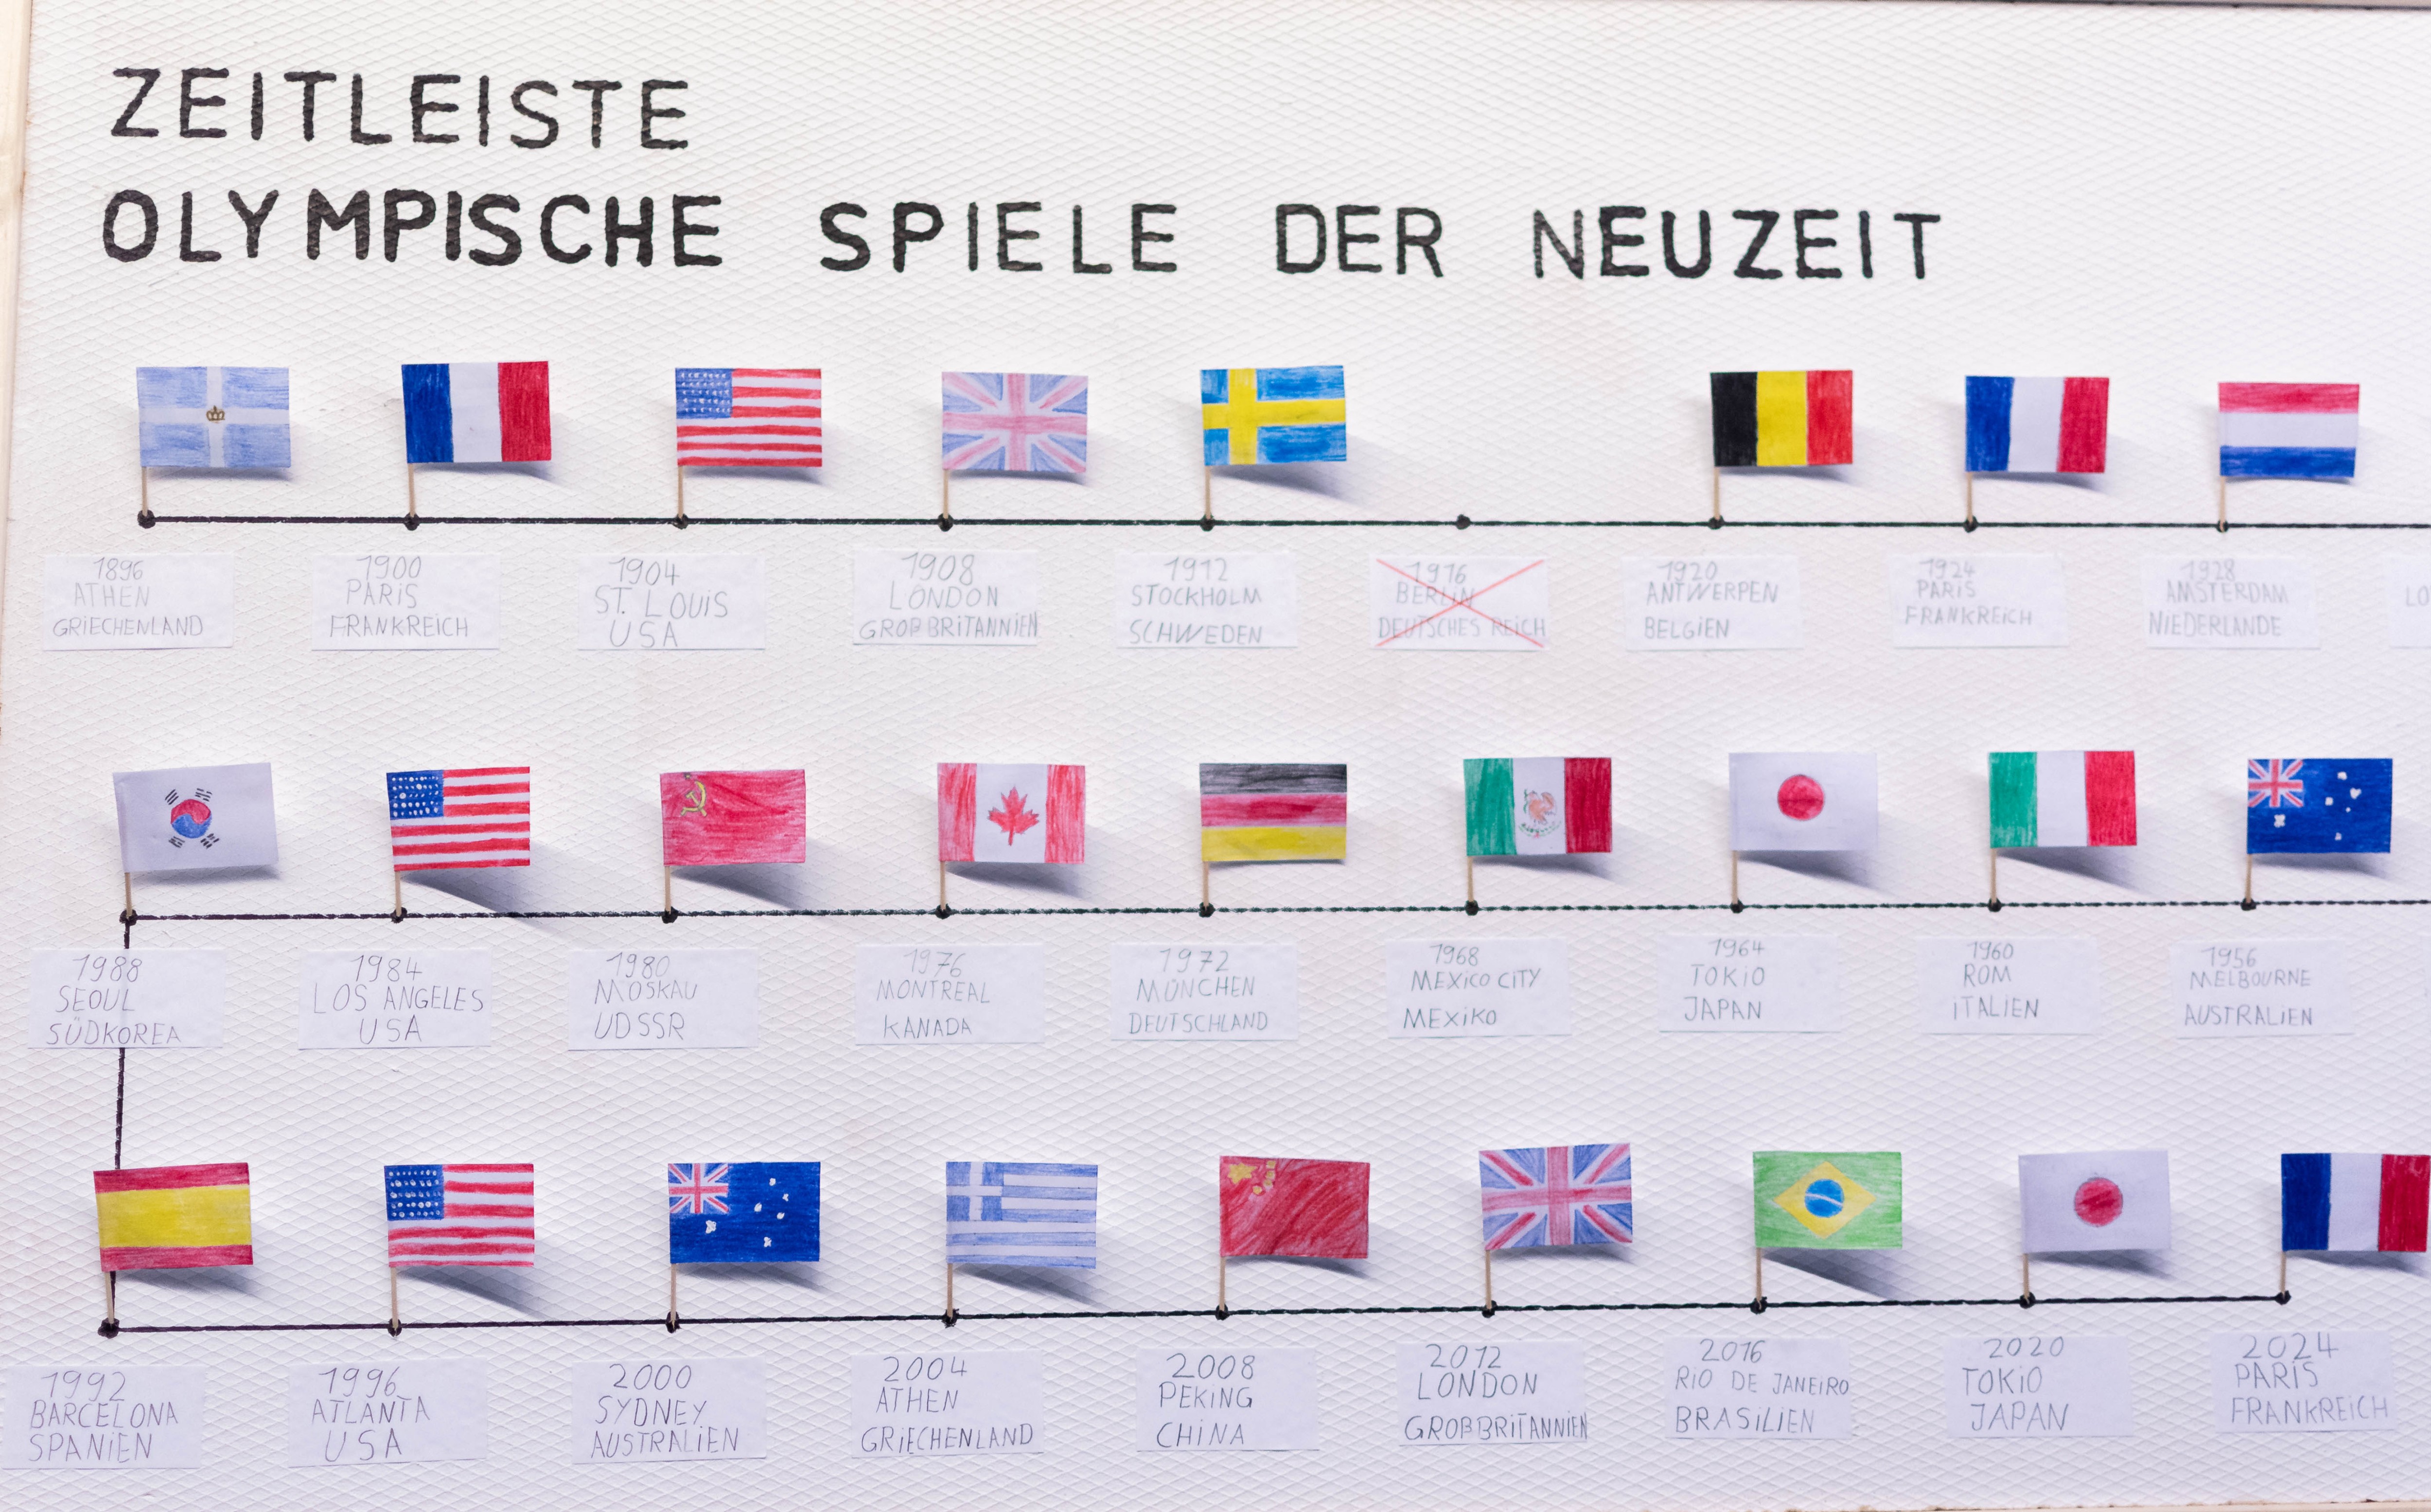 ZEITLEISTE
OLYMPISCHE SPIELE DER NEUZEIT
1896
ATHEN
GRIECHENLAND
1900
PARiS
FRANKREiCH
1904
ST. LOUiS
USA
1908
LONDON
GROßBRiTANNiEN
1912
STOCKHOLM
SCHWEDEN
1916
BERLIN
DEUTSCHES REiCH
1920
ANTWERPEN
BELGiEN
1924
PARiS
FRANKREiCH
1928
AMSTERDAM
NiEDERLANDE
LO
1988
SEOUL
SÜDKOREA
1984
LOS ANGELES
USA
1980
MOSKAU
UDSSR
1976
MONTREAL
KANADA
1972
MÜNCHEN
DEUTSCHLAND
1968
MEXiCO CiTY
MEXiKO
1964
TOKiO
JAPAN
1960
ROM
iTALiEN
1956
MELBOURNE
AUSTRALiEN
1992
BARCELONA
SPANiEN
1996
ATLANTA
USA
2000
SYDNEY
AUSTRALiEN
2004
ATHEN
GRiECHENLAND
2008
PEKiNG
CHiNA
2012
LONDON
GROßBRiTANNiEN
2016
RiO DE JANEiRO
BRASiLiEN
2020
TOKiO
JAPAN
2024
PARiS
FRANKREiCH